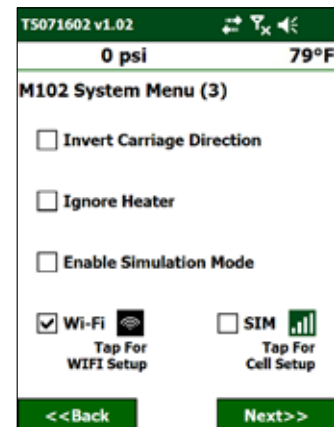 T5071602 v1.02
0 psi 79°F
M102 System Menu (3)
Invert Carriage Direction
Ignore Heater
Enable Simulation Mode
Wi-Fi SIM
Tap For Tap For
WIFI Setup Cell Setup
<<Back Next>>